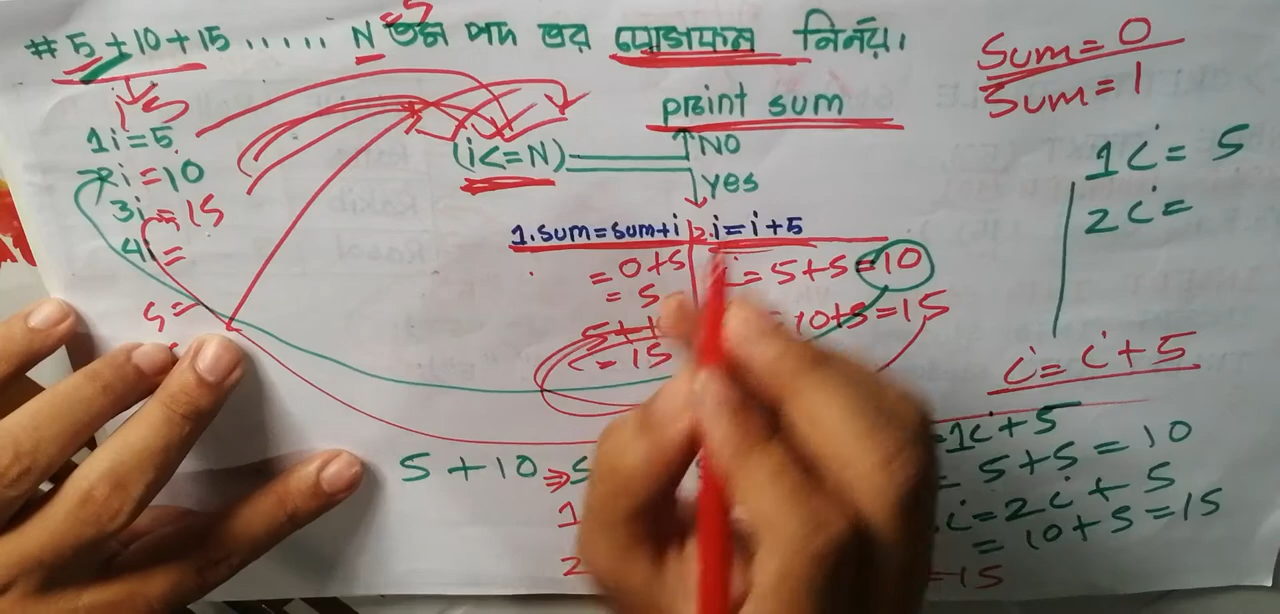 # 5+10+15 ..... N তম পদ এর যোগফল নির্নয়।
=5
Sum=0
Sum=1
print sum
1i=5
2i=10
3i=15
4i=
(i<=N)
NO
yes
1.sum=sum+i
2.i=i+5
=0+5
=5
=15
i=5+5=10
=10+5=15
1i=5
2i=
i=i+5
5+10⇒5
=1i+5
=5+5=10
i=2i+5
=10+5=15
=15